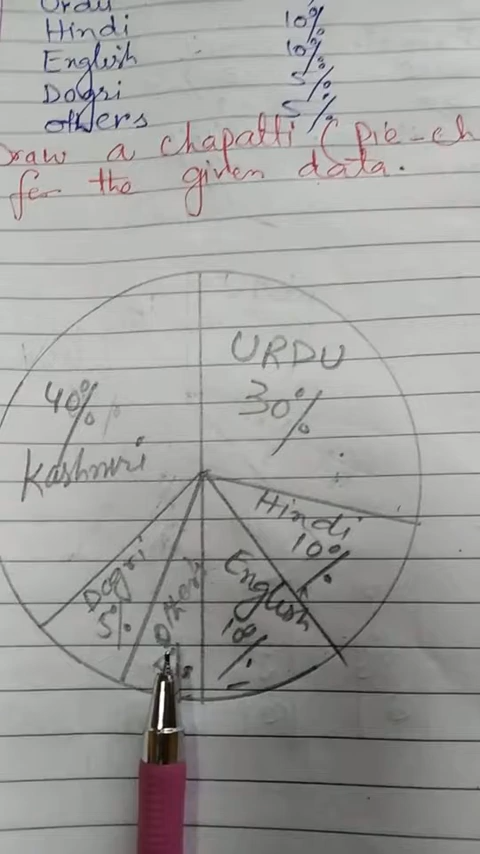 Urdu
Hindi 10%
English 10%
Dogri 5%
others 5%
Draw a chapatti (Pie-ch
for the given data.
URDU
30%
40%
Kashmiri
Hindi
10%
English
10%
Dogri
5%
Others